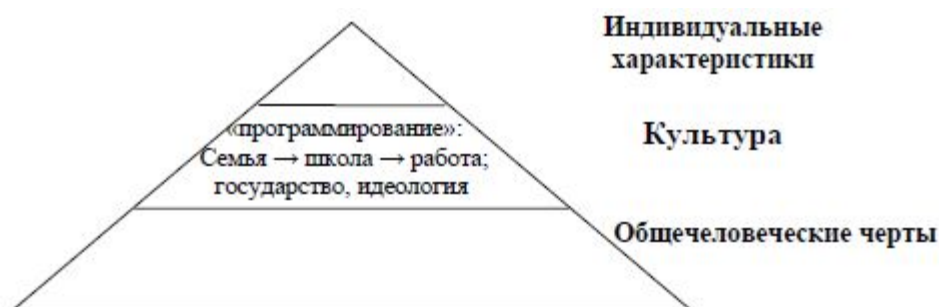 Индивидуальные
характеристики
«программирование»:
Семья → школа → работа;
государство, идеология
Культура
Общечеловеческие черты